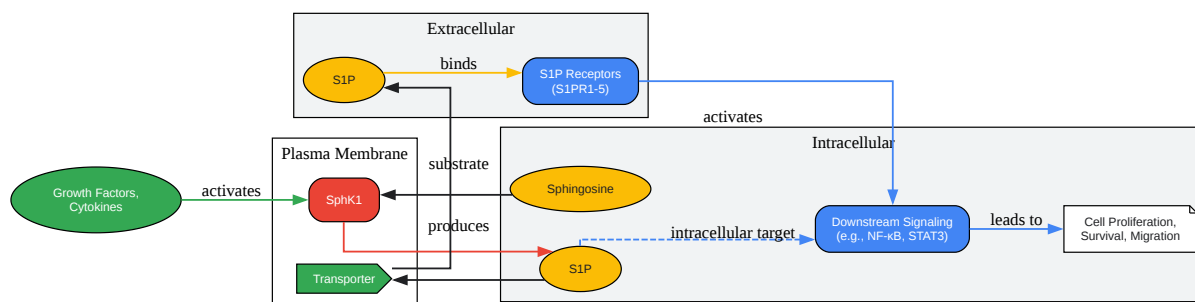 Extracellular
S1P
binds
S1P Receptors
(S1PR1-5)
activates
Plasma Membrane
Intracellular
substrate
Growth Factors,
Cytokines
activates
SphK1
Sphingosine
produces
intracellular target
Downstream Signaling
(e.g., NF-κB, STAT3)
leads to
Cell Proliferation,
Survival, Migration
Transporter
S1P